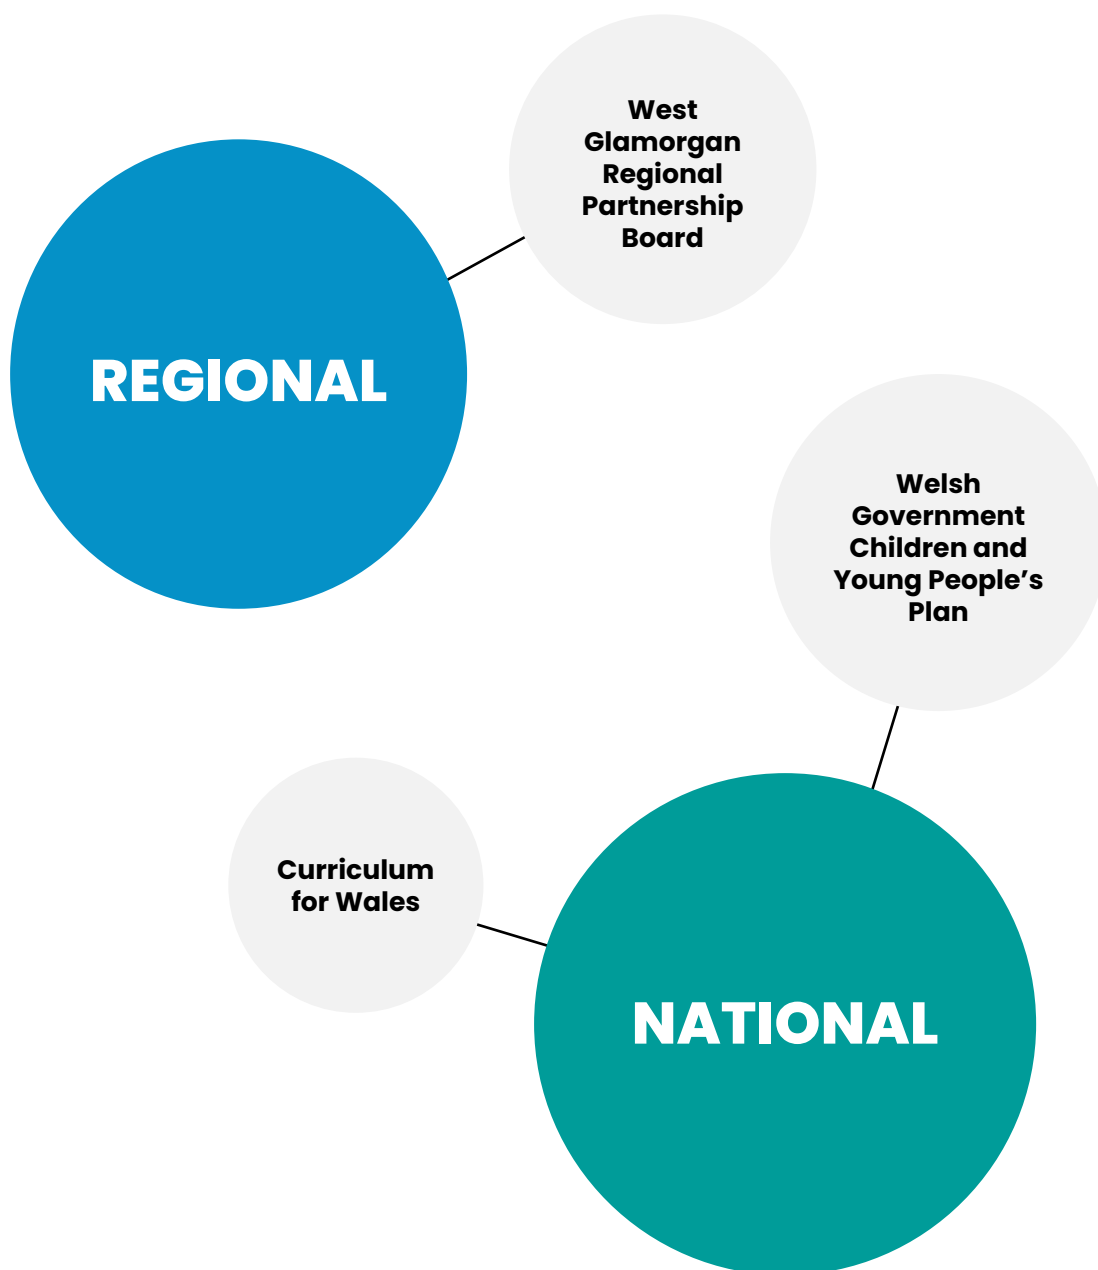 West
Glamorgan
Regional
Partnership
Board
REGIONAL
Welsh
Government
Children and
Young People’s
Plan
Curriculum
for Wales
NATIONAL